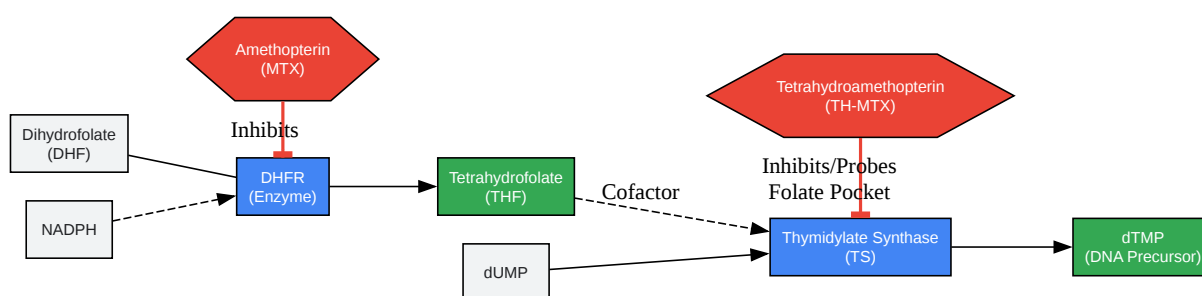 Amethopterin
(MTX)
Tetrahydroamethopterin
(TH-MTX)
Inhibits
Dihydrofolate
(DHF)
DHFR
(Enzyme)
Tetrahydrofolate
(THF)
Inhibits/Probes
Folate Pocket
Cofactor
NADPH
Thymidylate Synthase
(TS)
dTMP
(DNA Precursor)
dUMP